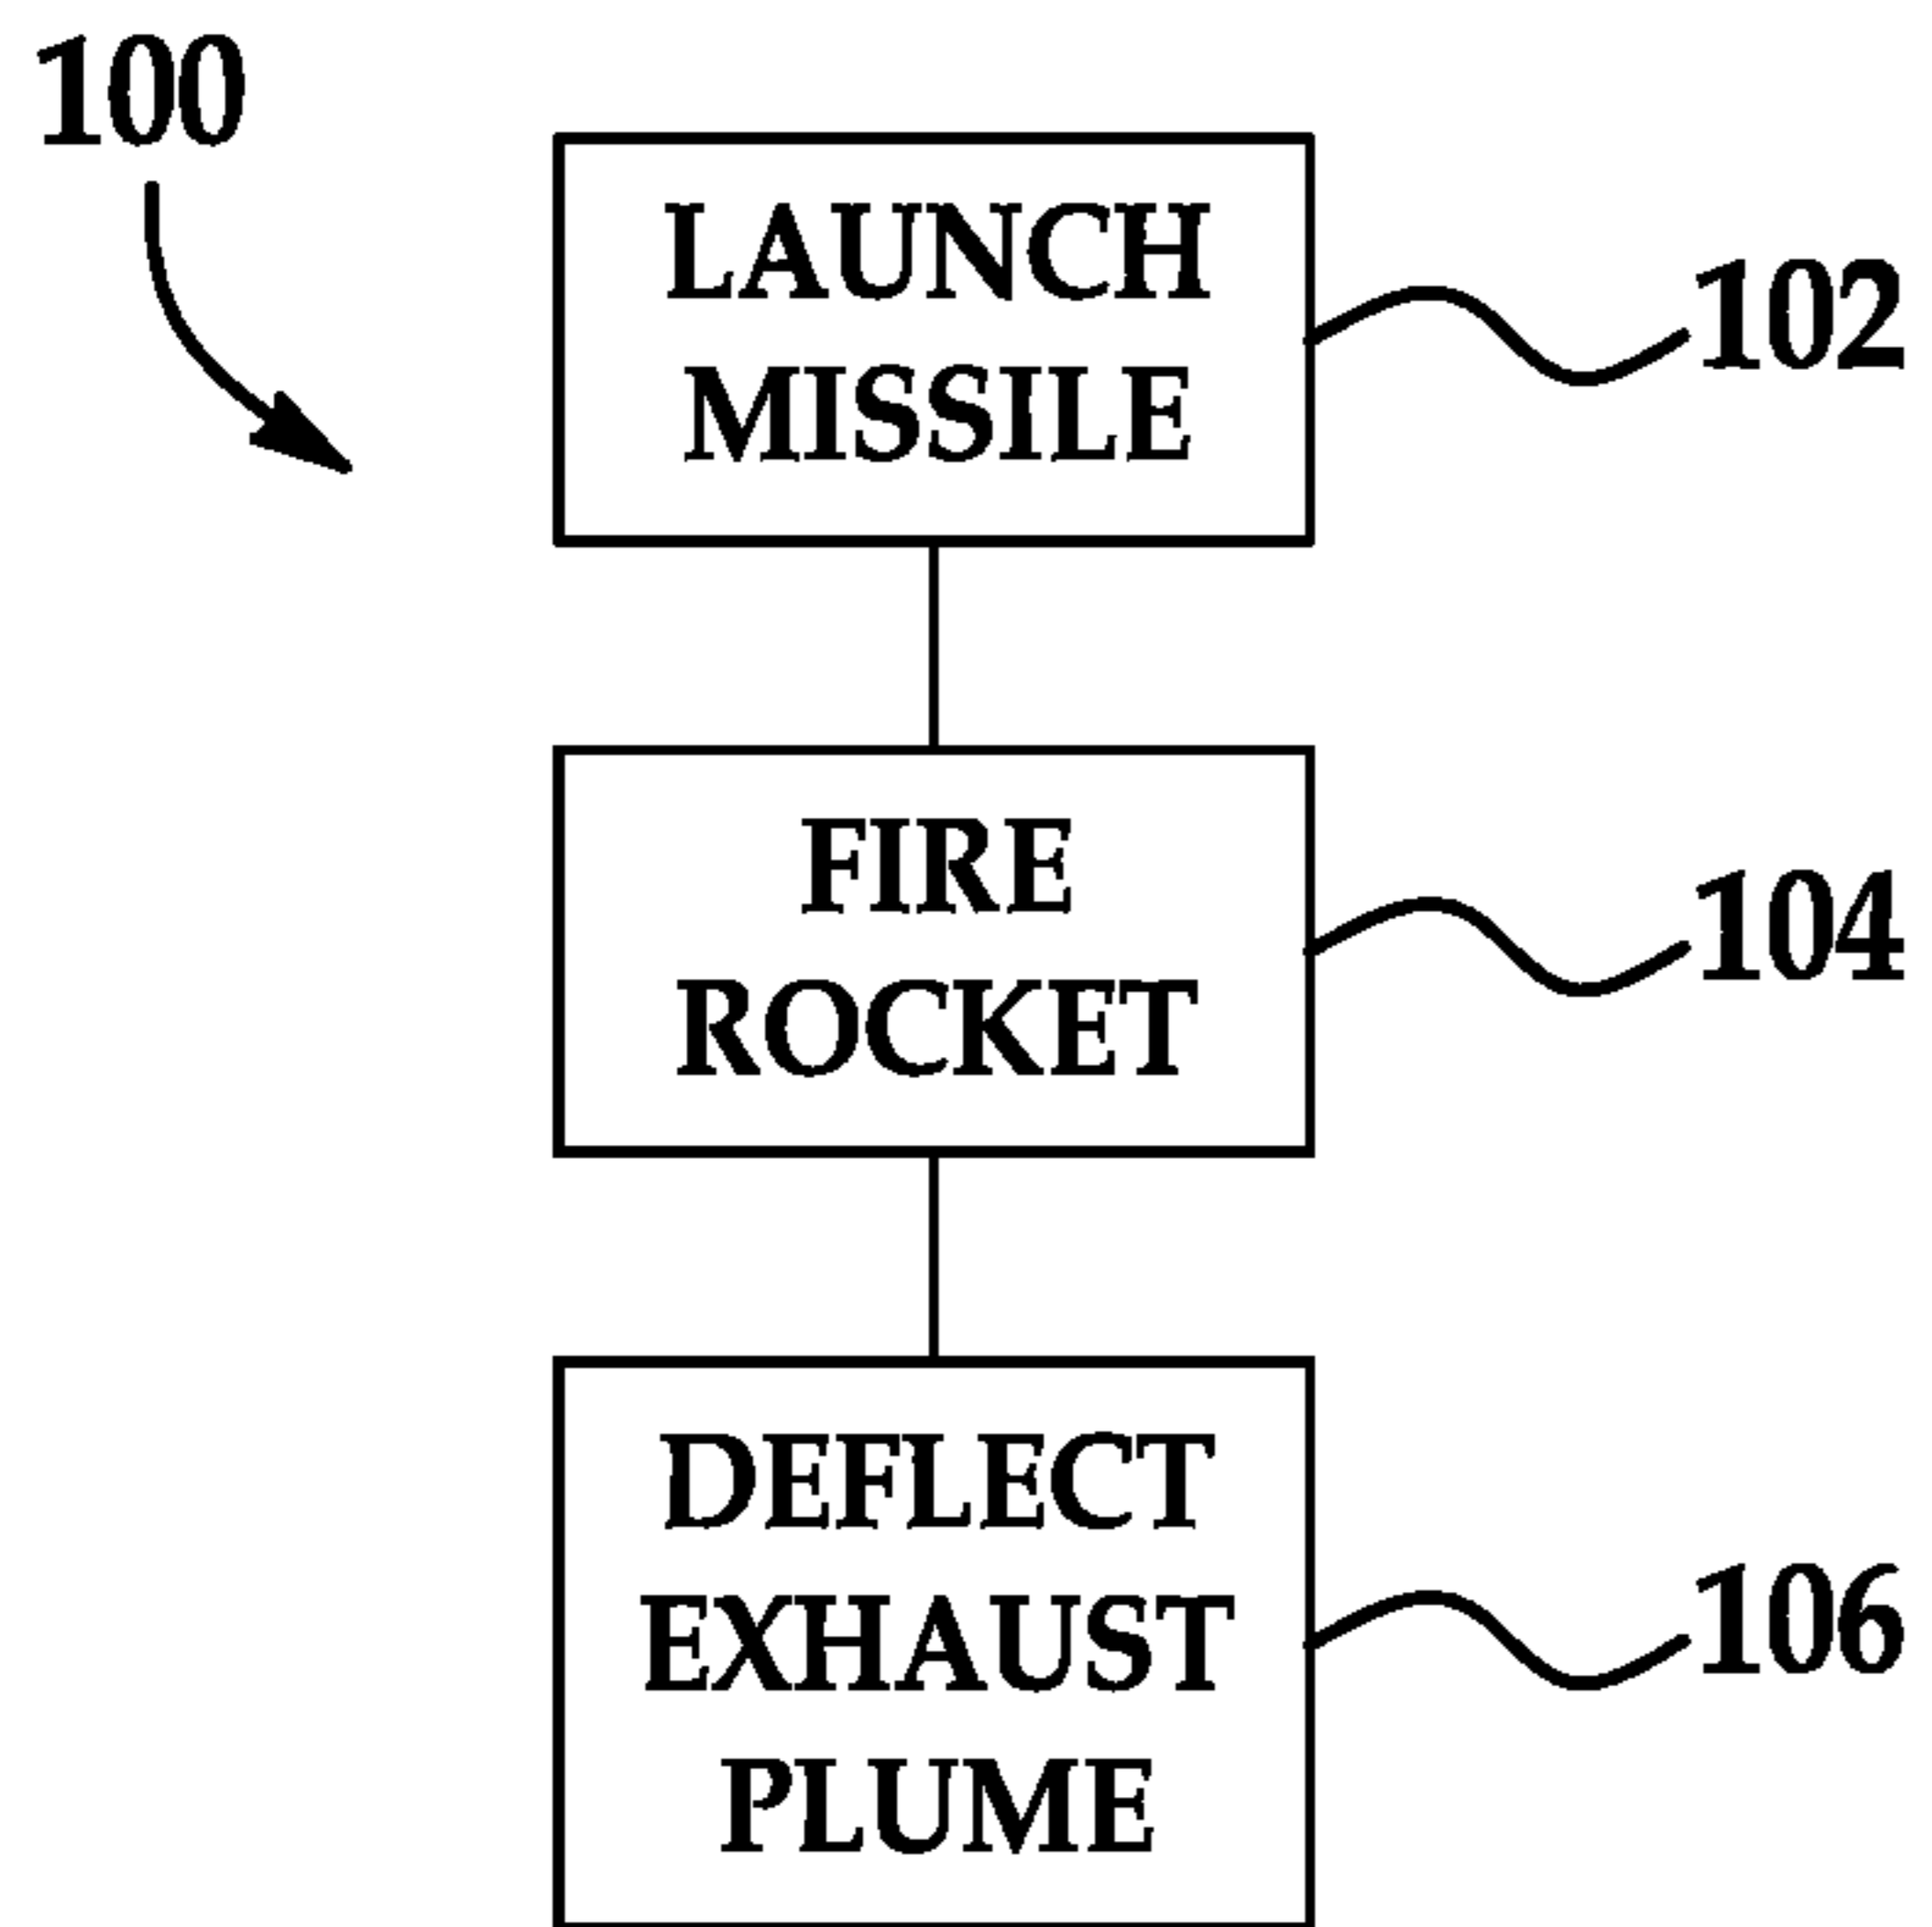 100
LAUNCH
MISSILE
102
FIRE
ROCKET
104
DEFLECT
EXHAUST
PLUME
106